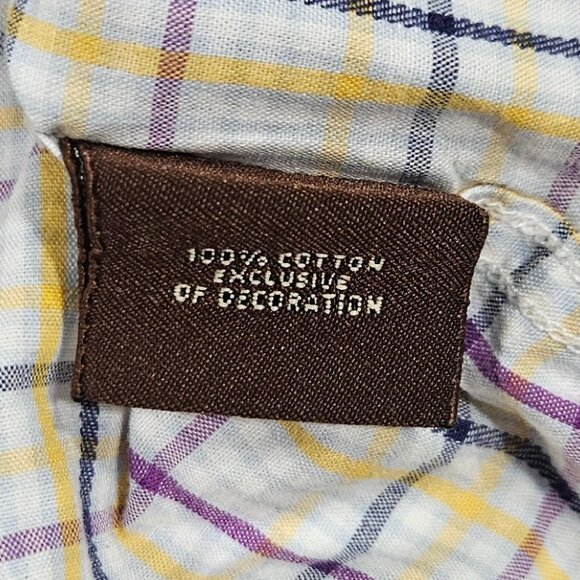 100% COTTON
EXCLUSIVE
OF DECORATION